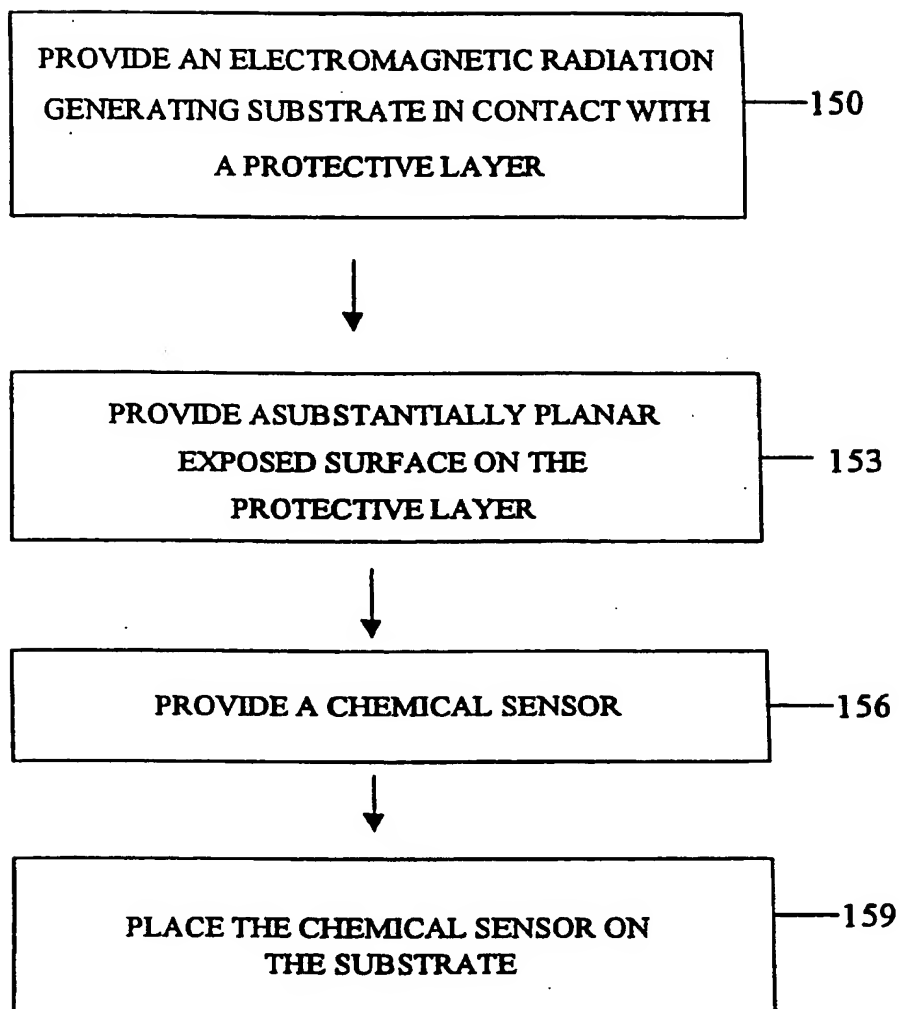 PROVIDE AN ELECTROMAGNETIC RADIATION
GENERATING SUBSTRATE IN CONTACT WITH
A PROTECTIVE LAYER
150
PROVIDE ASUBSTANTIALLY PLANAR
EXPOSED SURFACE ON THE
PROTECTIVE LAYER
153
PROVIDE A CHEMICAL SENSOR
156
PLACE THE CHEMICAL SENSOR ON
THE SUBSTRATE
159